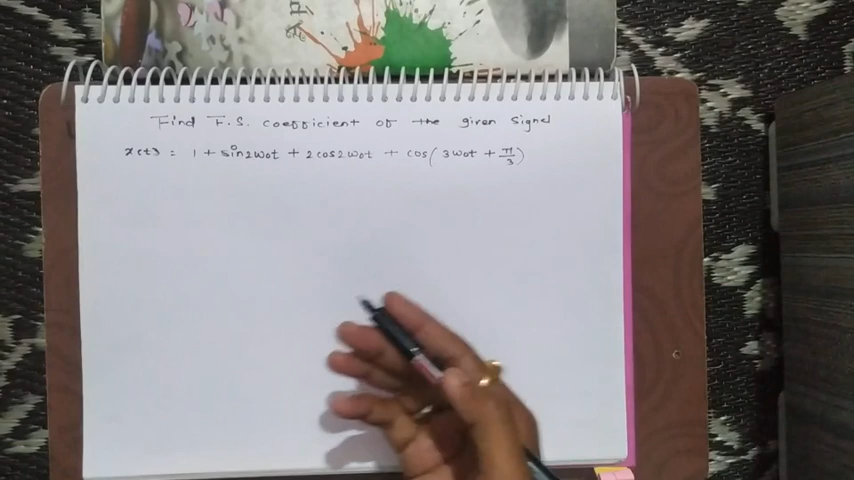 Find F.S. coefficient of the given signal
x(t) = 1 + sin2ω₀t + 2cos2ω₀t + cos(3ω₀t + π/3)